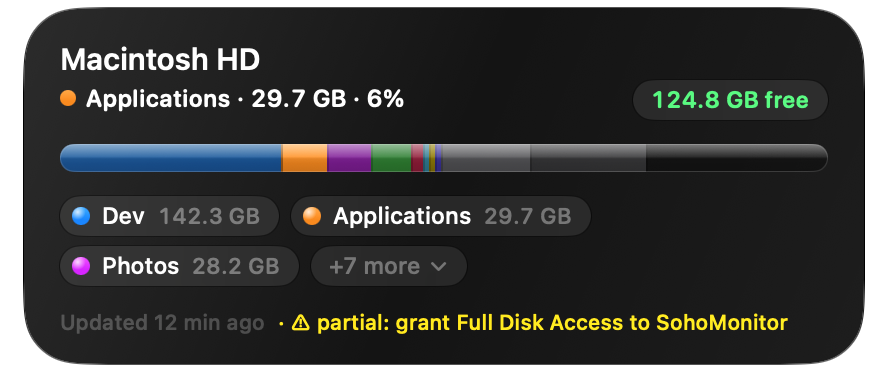 Macintosh HD
Applications · 29.7 GB · 6%
124.8 GB free
Dev 142.3 GB
Applications 29.7 GB
Photos 28.2 GB
+7 more
Updated 12 min ago · ⚠ partial: grant Full Disk Access to SohoMonitor